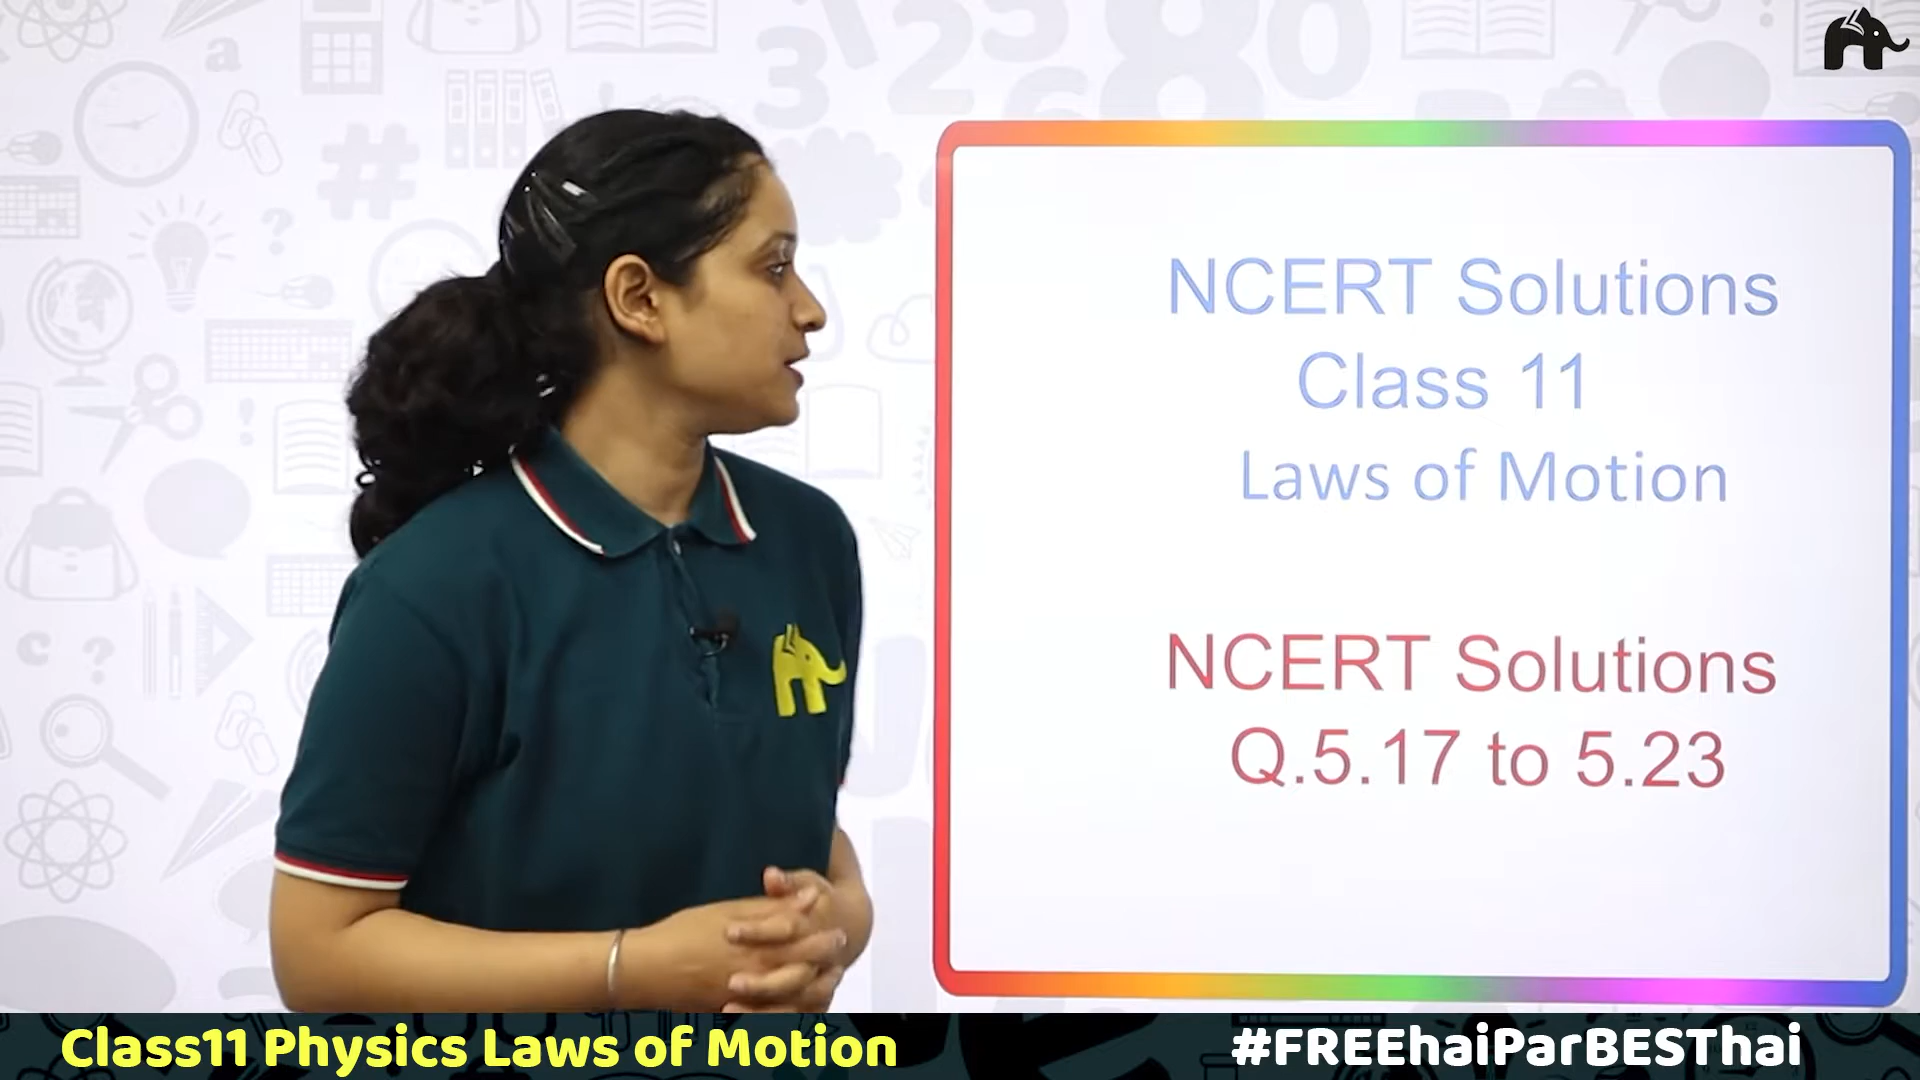 NCERT Solutions
Class 11
Laws of Motion
NCERT Solutions
Q.5.17 to 5.23
Class11 Physics Laws of Motion
#FREEhaiParBESThai